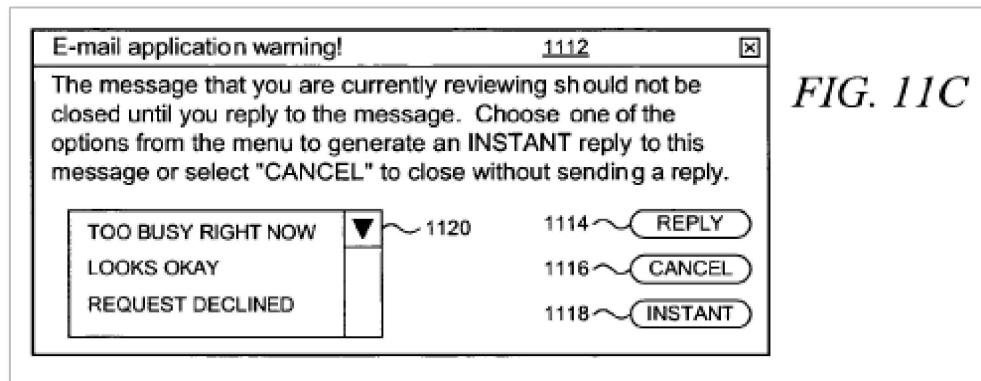 E-mail application warning! 1112
FIG. 11C
The message that you are currently reviewing should not be
closed until you reply to the message. Choose one of the
options from the menu to generate an INSTANT reply to this
message or select "CANCEL" to close without sending a reply.
TOO BUSY RIGHT NOW 1120 1114 REPLY
LOOKS OKAY 1116 CANCEL
REQUEST DECLINED 1118 INSTANT